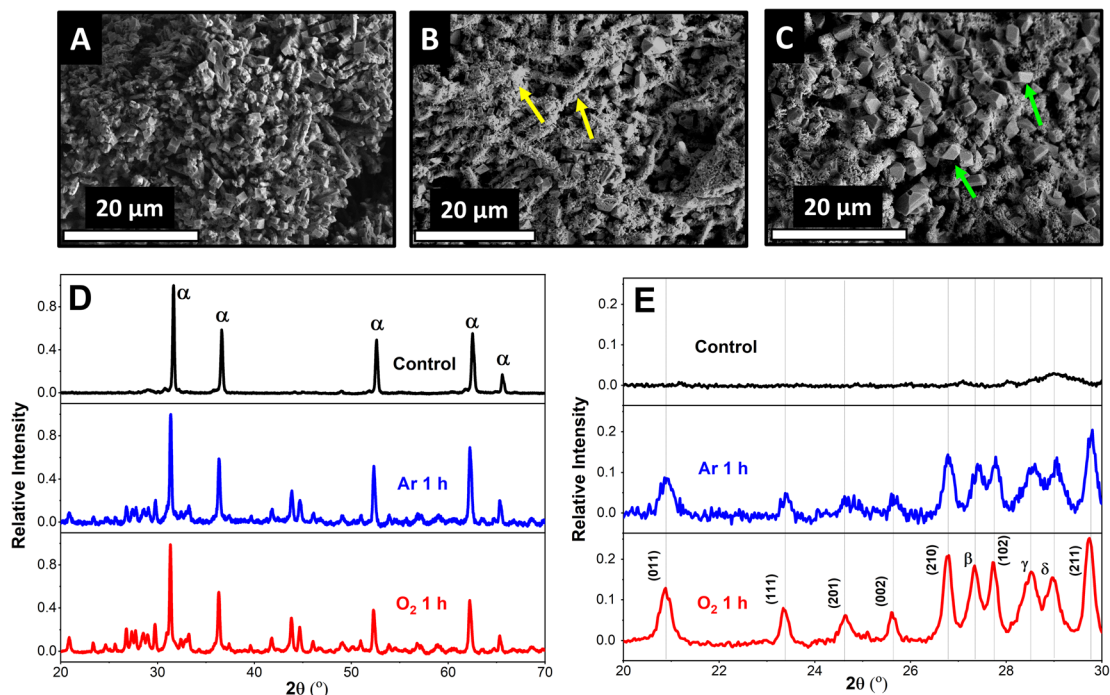 A
20 µm
B
20 µm
C
20 µm
D
Relative Intensity
1.0
0.8
0.4
0.0
α
α
α
α
α
Control
0.8
0.4
0.0
Ar 1 h
0.8
0.4
0.0
O₂ 1 h
20 30 40 50 60 70
2θ (°)
E
Relative Intensity
0.2
0.1
0.0
Control
0.2
0.1
0.0
Ar 1 h
0.2
0.1
0.0
(011)
(111)
(201)
(002)
(210)
β
(102)
γ
δ
(211)
O₂ 1 h
20 22 24 26 28 30
2θ (°)